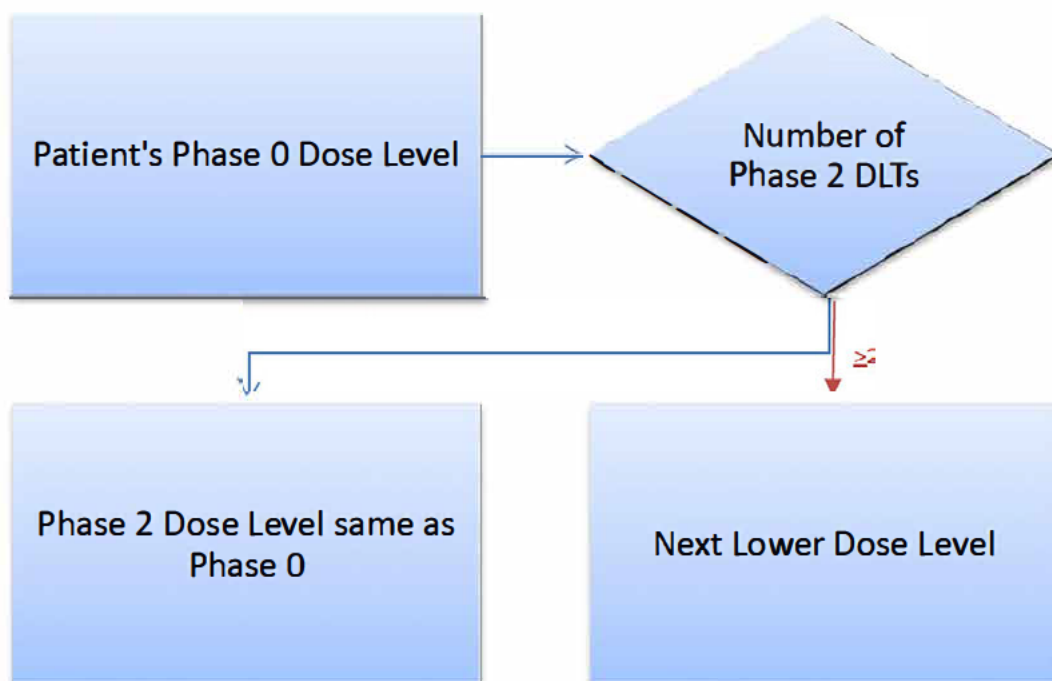 Patient's Phase 0 Dose Level
Number of
Phase 2 DLTs
≥2
Phase 2 Dose Level same as
Phase 0
Next Lower Dose Level